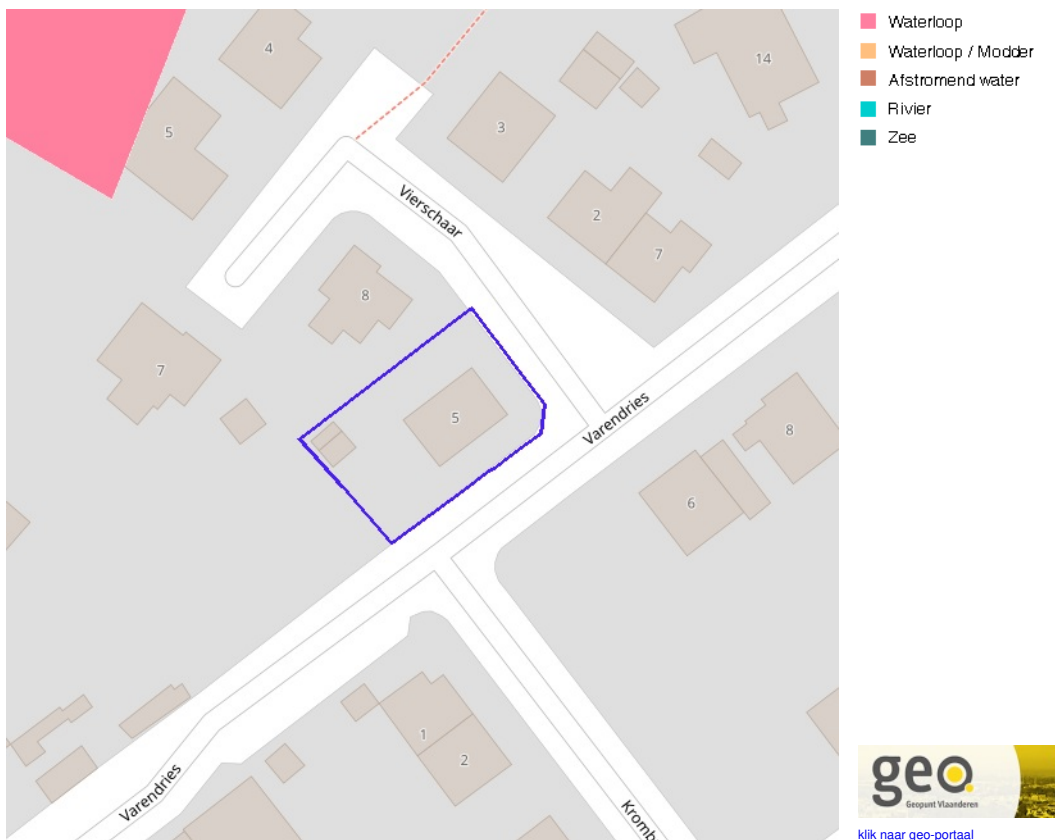 Waterloop
Waterloop / Modder
Afstromend water
Rivier
Zee
4
14
5
3
Vierschaar
2
7
8
7
5
Varendries
8
6
1
2
Varendries
Kromb
geo.
Geopunt Vlaanderen
klik naar geo-portaal